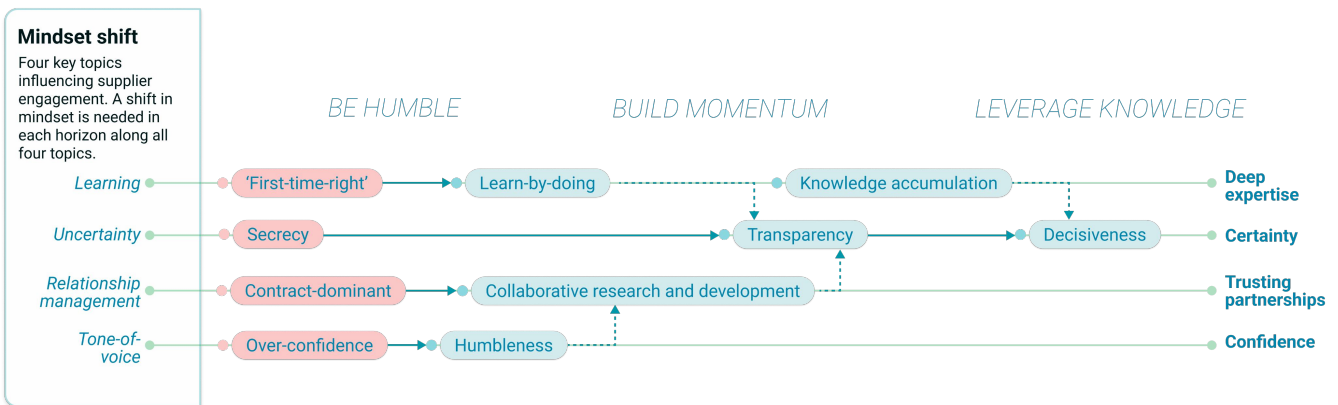 Mindset shift
Four key topics
influencing supplier
engagement. A shift in
mindset is needed in
each horizon along all
four topics.
BE HUMBLE
BUILD MOMENTUM
LEVERAGE KNOWLEDGE
Learning
‘First-time-right’
Learn-by-doing
Knowledge accumulation
Deep
expertise
Uncertainty
Secrecy
Transparency
Decisiveness
Certainty
Relationship
management
Contract-dominant
Collaborative research and development
Trusting
partnerships
Tone-of-
voice
Over-confidence
Humbleness
Confidence